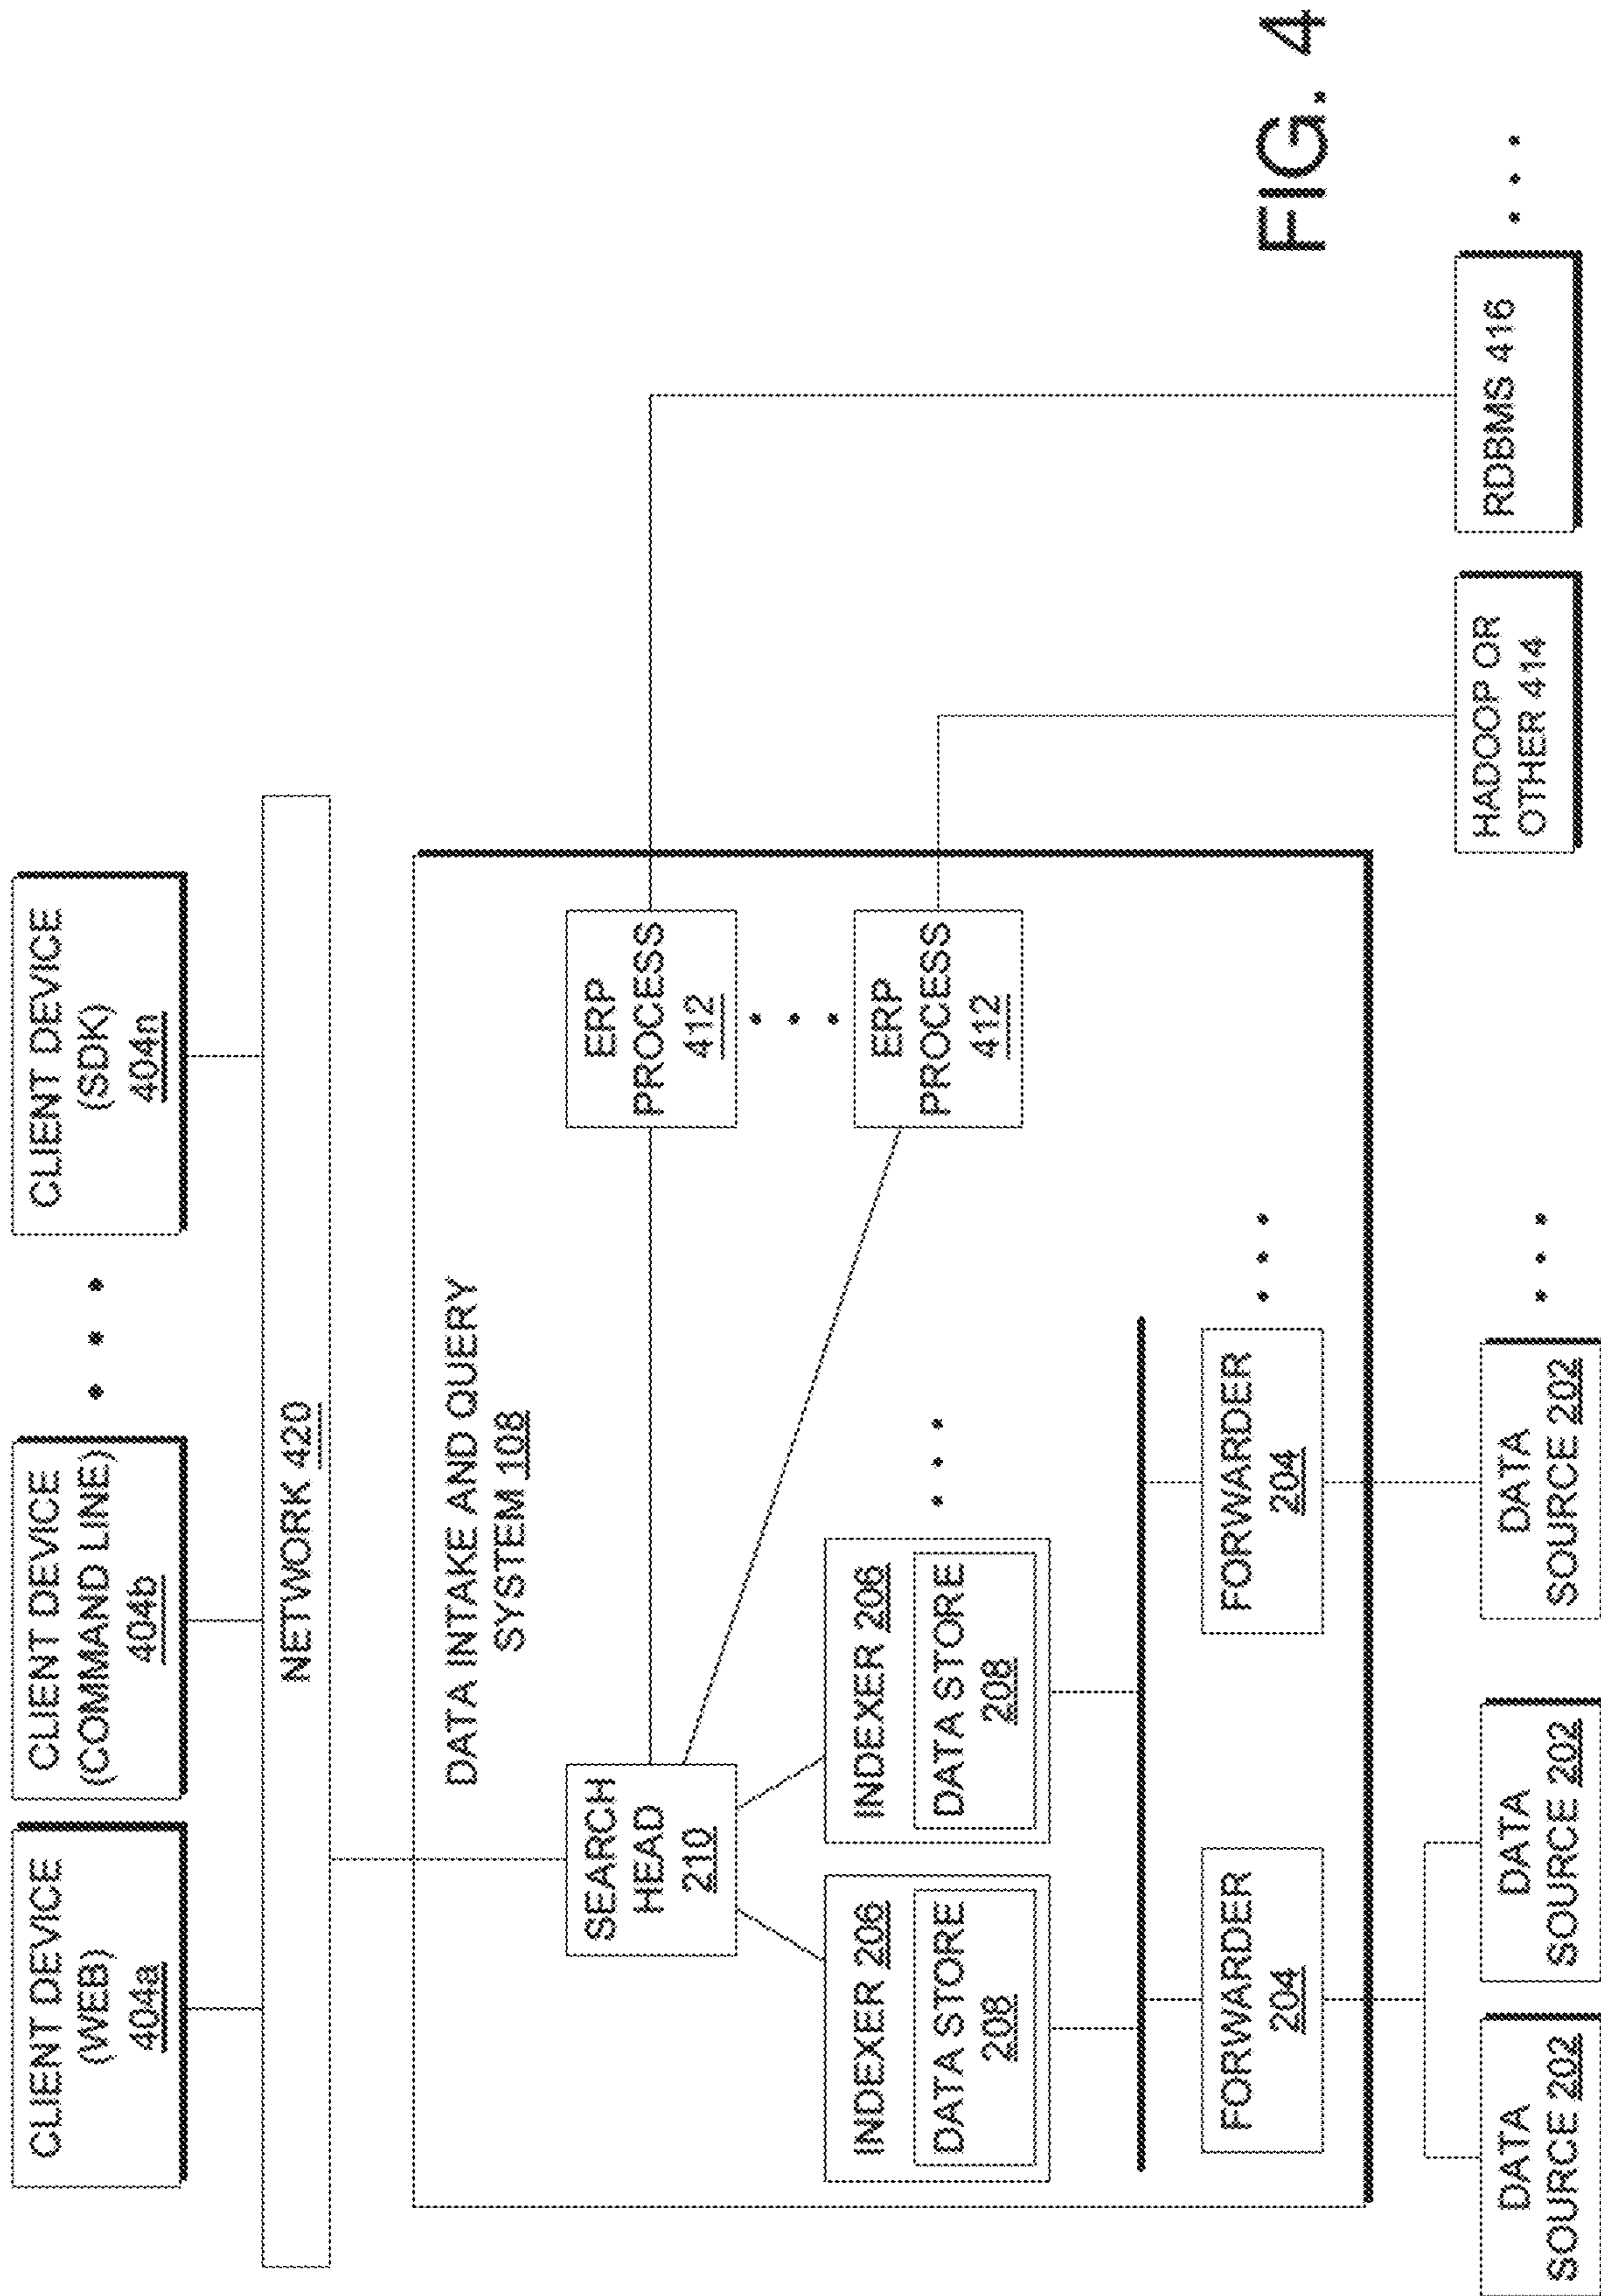 CLIENT DEVICE
(WEB)
404a
CLIENT DEVICE
(COMMAND LINE)
404b
CLIENT DEVICE
(SDK)
404n
NETWORK 420
DATA INTAKE AND QUERY
SYSTEM 108
SEARCH
HEAD
210
ERP
PROCESS
412
ERP
PROCESS
412
INDEXER 206
DATA STORE
208
INDEXER 206
DATA STORE
208
FORWARDER
204
FORWARDER
204
DATA
SOURCE 202
DATA
SOURCE 202
DATA
SOURCE 202
HADOOP OR
OTHER 414
RDBMS 416
FIG. 4